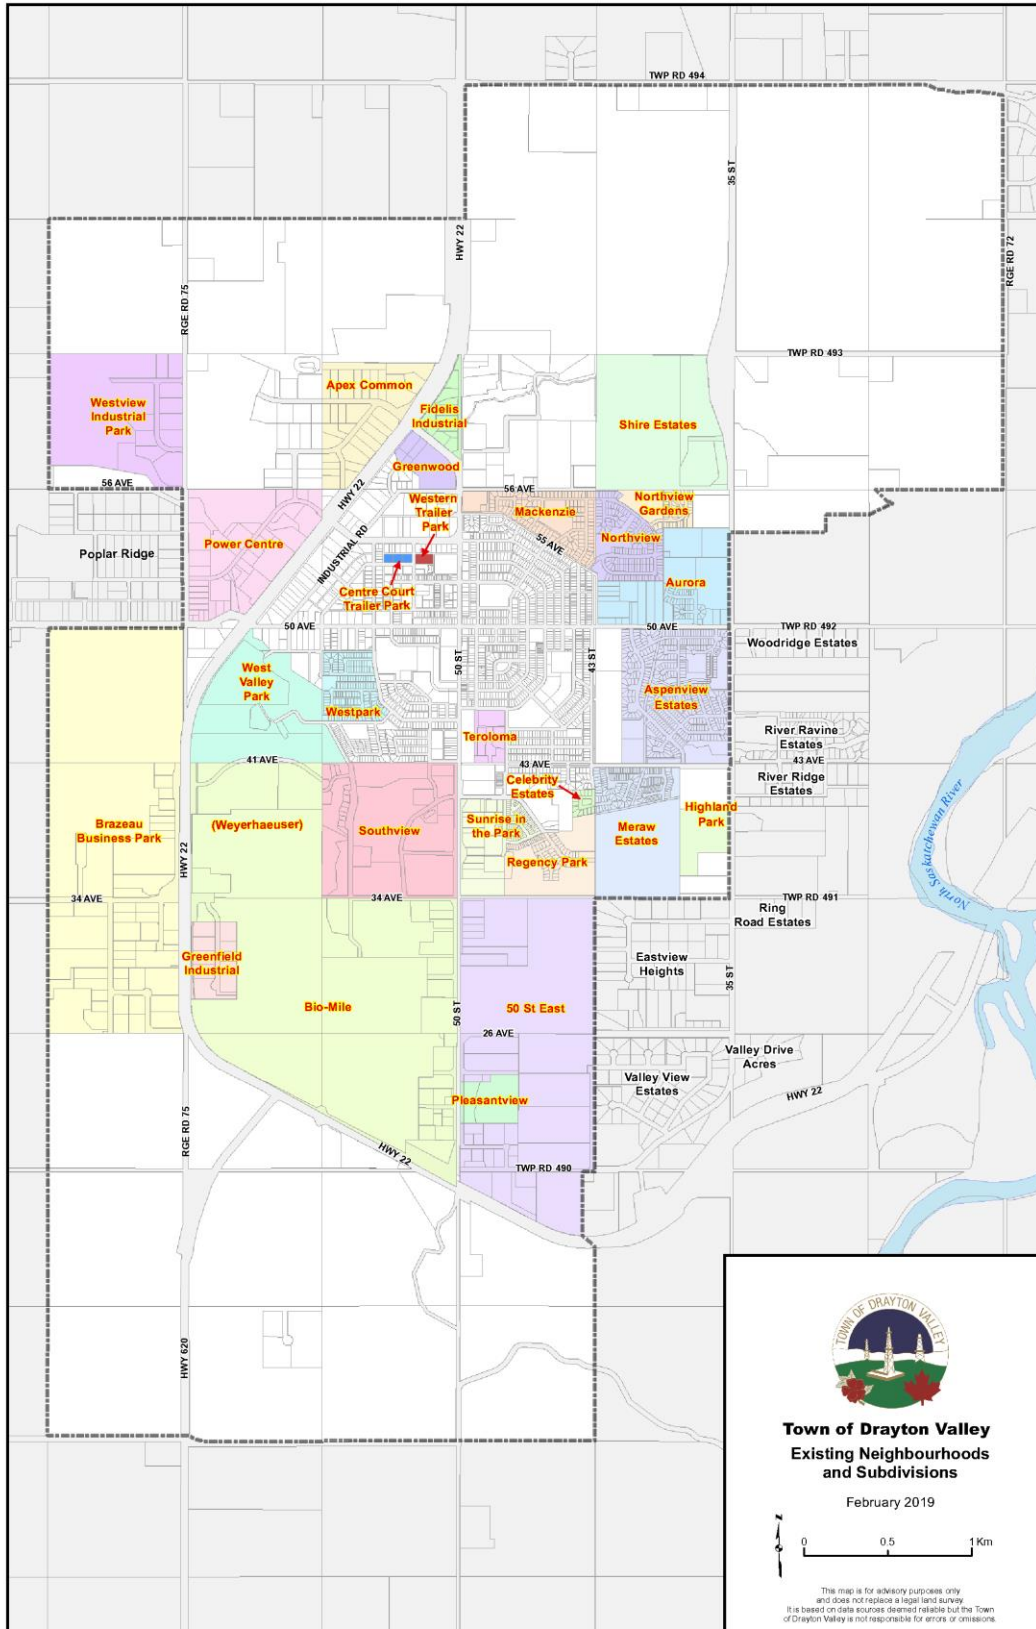 TWP RD 494
35 ST
HWY 22
RGE RD 72
RGE RD 75
TWP RD 493
Apex Common
Westview
Industrial
Park
Fidelis
Industrial
Shire Estates
Greenwood
56 AVE
HWY 22
56 AVE
Western
Trailer
Park
Mackenzie
Northview
Gardens
INDUSTRIAL RD
55 AVE
Northview
Power Centre
Poplar Ridge
Aurora
Centre Court
Trailer Park
50 AVE
50 AVE
TWP RD 492
Woodridge Estates
50 ST
43 ST
West
Valley
Park
Westpark
Aspenview
Estates
Teroloma
River Ravine
Estates
41 AVE
43 AVE
43 AVE
Celebrity
Estates
River Ridge
Estates
Brazeau
Business Park
(Weyerhaeuser)
Southview
Sunrise in
the Park
Meraw
Estates
Highland
Park
HWY 22
Regency Park
North Saskatchewan River
34 AVE
34 AVE
TWP RD 491
Ring
Road Estates
Greenfield
Industrial
Eastview
Heights
35 ST
Bio-Mile
50 St East
50 ST
26 AVE
Valley Drive
Acres
Valley View
Estates
HWY 22
Pleasantview
RGE RD 75
HWY 22
TWP RD 490
HWY 620
TOWN OF DRAYTON VALLEY
Town of Drayton Valley
Existing Neighbourhoods
and Subdivisions
February 2019
N
0 0.5 1 Km
This map is for advisory purposes only
and does not replace a legal land survey.
It is based on data sources deemed reliable but the Town
of Drayton Valley is not responsible for errors or omissions.